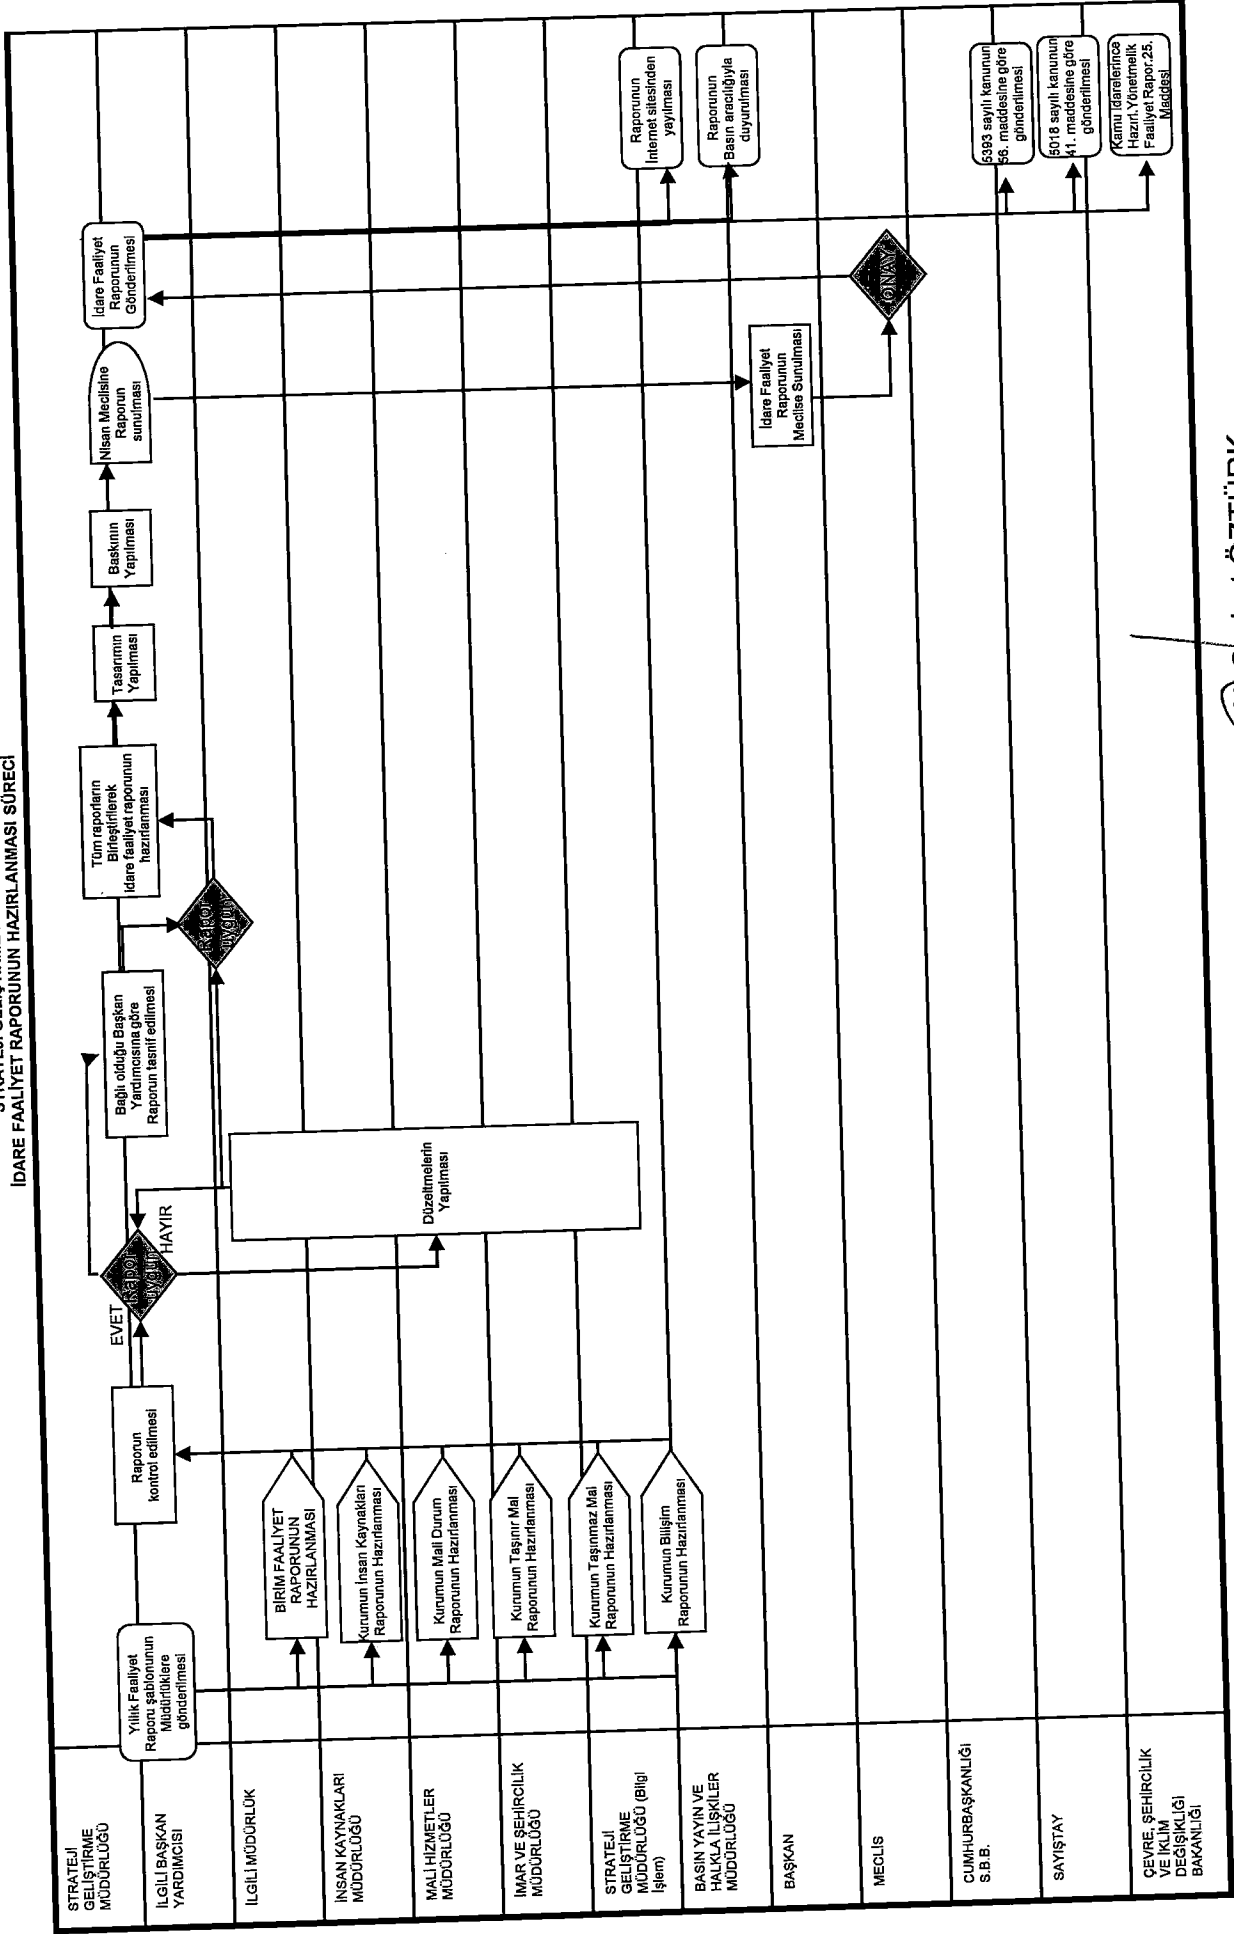 İDARE FAALİYET RAPORUNUN HAZIRLANMASI SÜRECİ
STRATEJİ
GELİŞTİRME
MÜDÜRLÜĞÜ
İLGİLİ BAŞKAN
YARDIMCISI
İLGİLİ MÜDÜRLÜK
İNSAN KAYNAKLARI
MÜDÜRLÜĞÜ
MALİ HİZMETLER
MÜDÜRLÜĞÜ
İMAR VE ŞEHİRCİLİK
MÜDÜRLÜĞÜ
STRATEJİ
GELİŞTİRME
MÜDÜRLÜĞÜ (Bilgi
İşlem)
BASIN YAYIN VE
HALKLA İLİŞKİLER
MÜDÜRLÜĞÜ
BAŞKAN
MECLİS
CUMHURBAŞKANLIĞI
S.B.B.
SAYIŞTAY
ÇEVRE, ŞEHİRCİLİK
VE İKLİM
DEĞİŞİKLİĞİ
BAKANLIĞI
Yıllık Faaliyet
Raporu şablonunun
Müdürlüklere
gönderilmesi
BİRİM FAALİYET
RAPORUNUN
HAZIRLANMASI
Kurumun İnsan Kaynakları
Raporunun Hazırlanması
Kurumun Mali Durum
Raporunun Hazırlanması
Kurumun Taşınır Mal
Raporunun Hazırlanması
Kurumun Taşınmaz Mal
Raporunun Hazırlanması
Kurumun Bilişim
Raporunun Hazırlanması
Raporun
kontrol edilmesi
EVET
Rapor
uygun
HAYIR
Düzeltmelerin
Yapılması
Bağlı olduğu Başkan
Yardımcısına göre
Raporun tasnif edilmesi
Rapor
uygun
Tüm raporların
Birleştirilerek
idare faaliyet raporunun
hazırlanması
Tasarımın
Yapılması
Baskının
Yapılması
Nisan Meclisine
Raporun
sunulması
İdare Faaliyet
Raporunun
Meclise Sunulması
ONAY
İdare Faaliyet
Raporunun
Gönderilmesi
Raporunun
İnternet sitesinden
yayılması
Raporunun
Basın aracılığıyla
duyurulması
5393 sayılı kanunun
56. maddesine göre
gönderilmesi
5018 sayılı kanunun
41. maddesine göre
gönderilmesi
Kamu İdarelerince
Hazırl.Yönetmelik
Faaliyet Rapor.25.
Maddesi
ÖZTÜRK